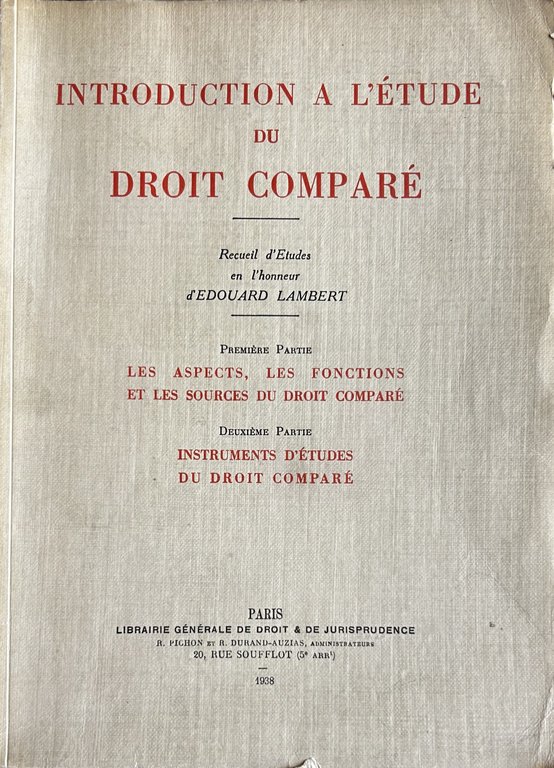 INTRODUCTION A L'ÉTUDE
DU
DROIT COMPARÉ
Recueil d'Etudes
en l'honneur
d'EDOUARD LAMBERT
PREMIÈRE PARTIE
LES ASPECTS, LES FONCTIONS
ET LES SOURCES DU DROIT COMPARÉ
DEUXIÈME PARTIE
INSTRUMENTS D'ÉTUDES
DU DROIT COMPARÉ
PARIS
LIBRAIRIE GÉNÉRALE DE DROIT & DE JURISPRUDENCE
R. PICHON ET R. DURAND-AUZIAS, ADMINISTRATEURS
20, RUE SOUFFLOT (5e ARRt)
1938